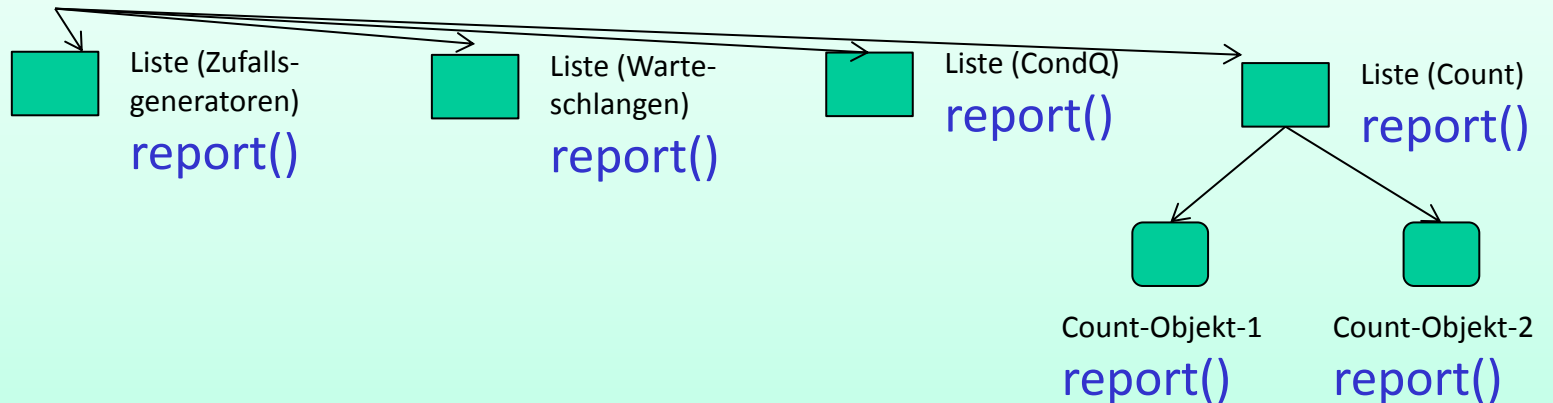 Liste (Zufalls-
generatoren)
report()
Liste (Warte-
schlangen)
report()
Liste (CondQ)
report()
Liste (Count)
report()
Count-Objekt-1
report()
Count-Objekt-2
report()